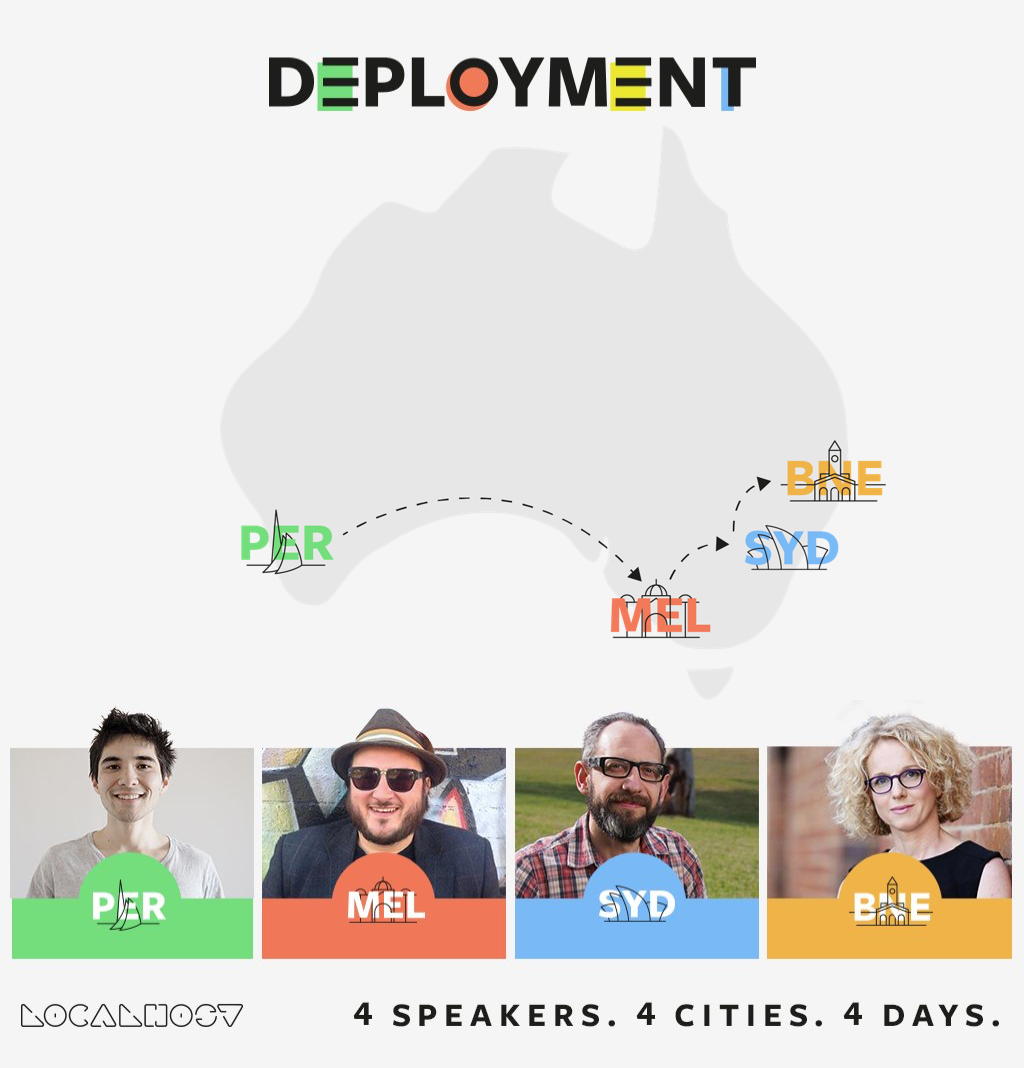 DEPLOYMENT
BNE
PER
SYD
MEL
PER
MEL
SYD
BNE
LOCALHOST
4 SPEAKERS. 4 CITIES. 4 DAYS.